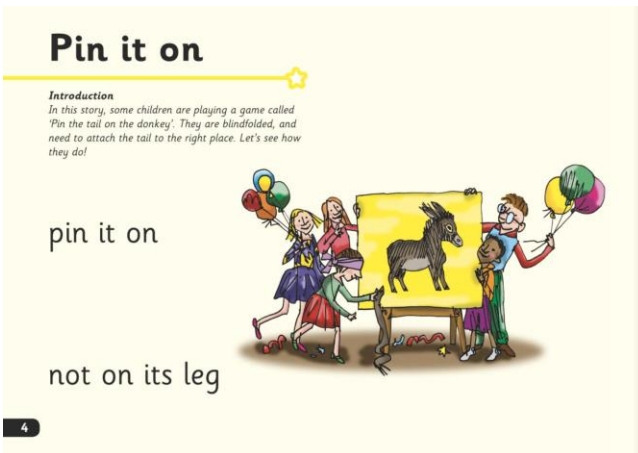 Pin it on
Introduction
In this story, some children are playing a game called
‘Pin the tail on the donkey’. They are blindfolded, and
need to attach the tail to the right place. Let’s see how
they do!
pin it on
not on its leg
4